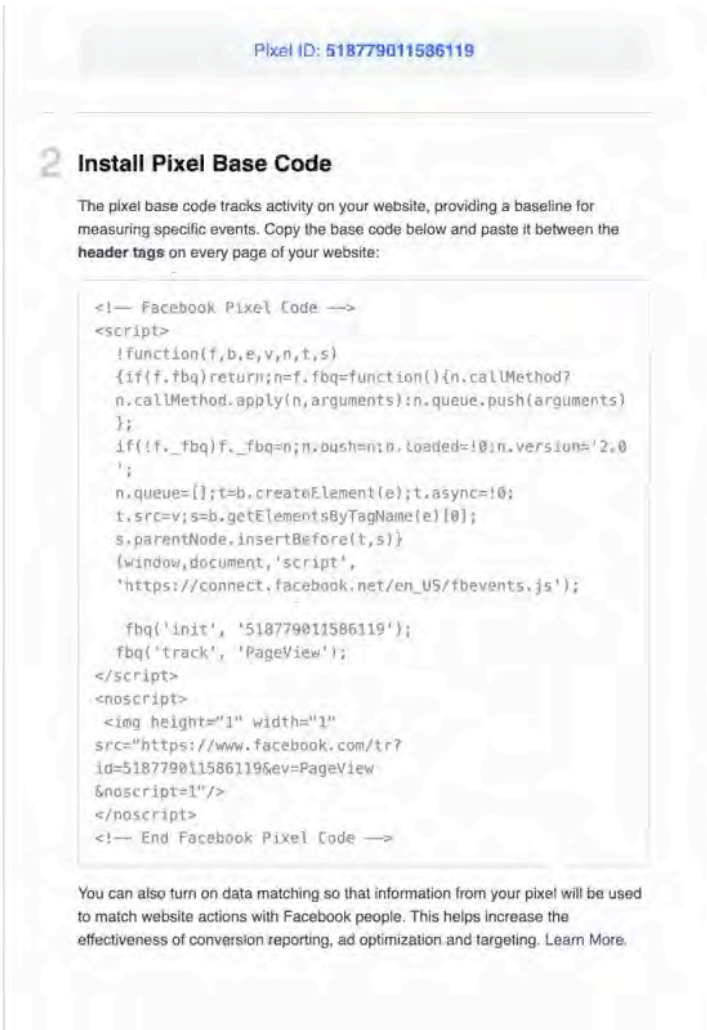 Pixel ID: 518779011586119
2 Install Pixel Base Code
The pixel base code tracks activity on your website, providing a baseline for
measuring specific events. Copy the base code below and paste it between the
header tags on every page of your website:
<!-- Facebook Pixel Code -->
<script>
!function(f,b,e,v,n,t,s)
{if(f.fbq)return;n=f.fbq=function(){n.callMethod?
n.callMethod.apply(n,arguments):n.queue.push(arguments)
};
if(!f._fbq)f._fbq=n;n.push=n;n.loaded=!0;n.version='2.0
';
n.queue=[];t=b.createElement(e);t.async=!0;
t.src=v;s=b.getElementsByTagName(e)[0];
s.parentNode.insertBefore(t,s)}
(window,document,'script',
'https://connect.facebook.net/en_US/fbevents.js');
fbq('init', '518779011586119');
fbq('track', 'PageView');
</script>
<noscript>
<img height="1" width="1"
src="https://www.facebook.com/tr?
id=518779011586119&ev=PageView
&noscript=1"/>
</noscript>
<!-- End Facebook Pixel Code -->
You can also turn on data matching so that information from your pixel will be used
to match website actions with Facebook people. This helps increase the
effectiveness of conversion reporting, ad optimization and targeting. Learn More.